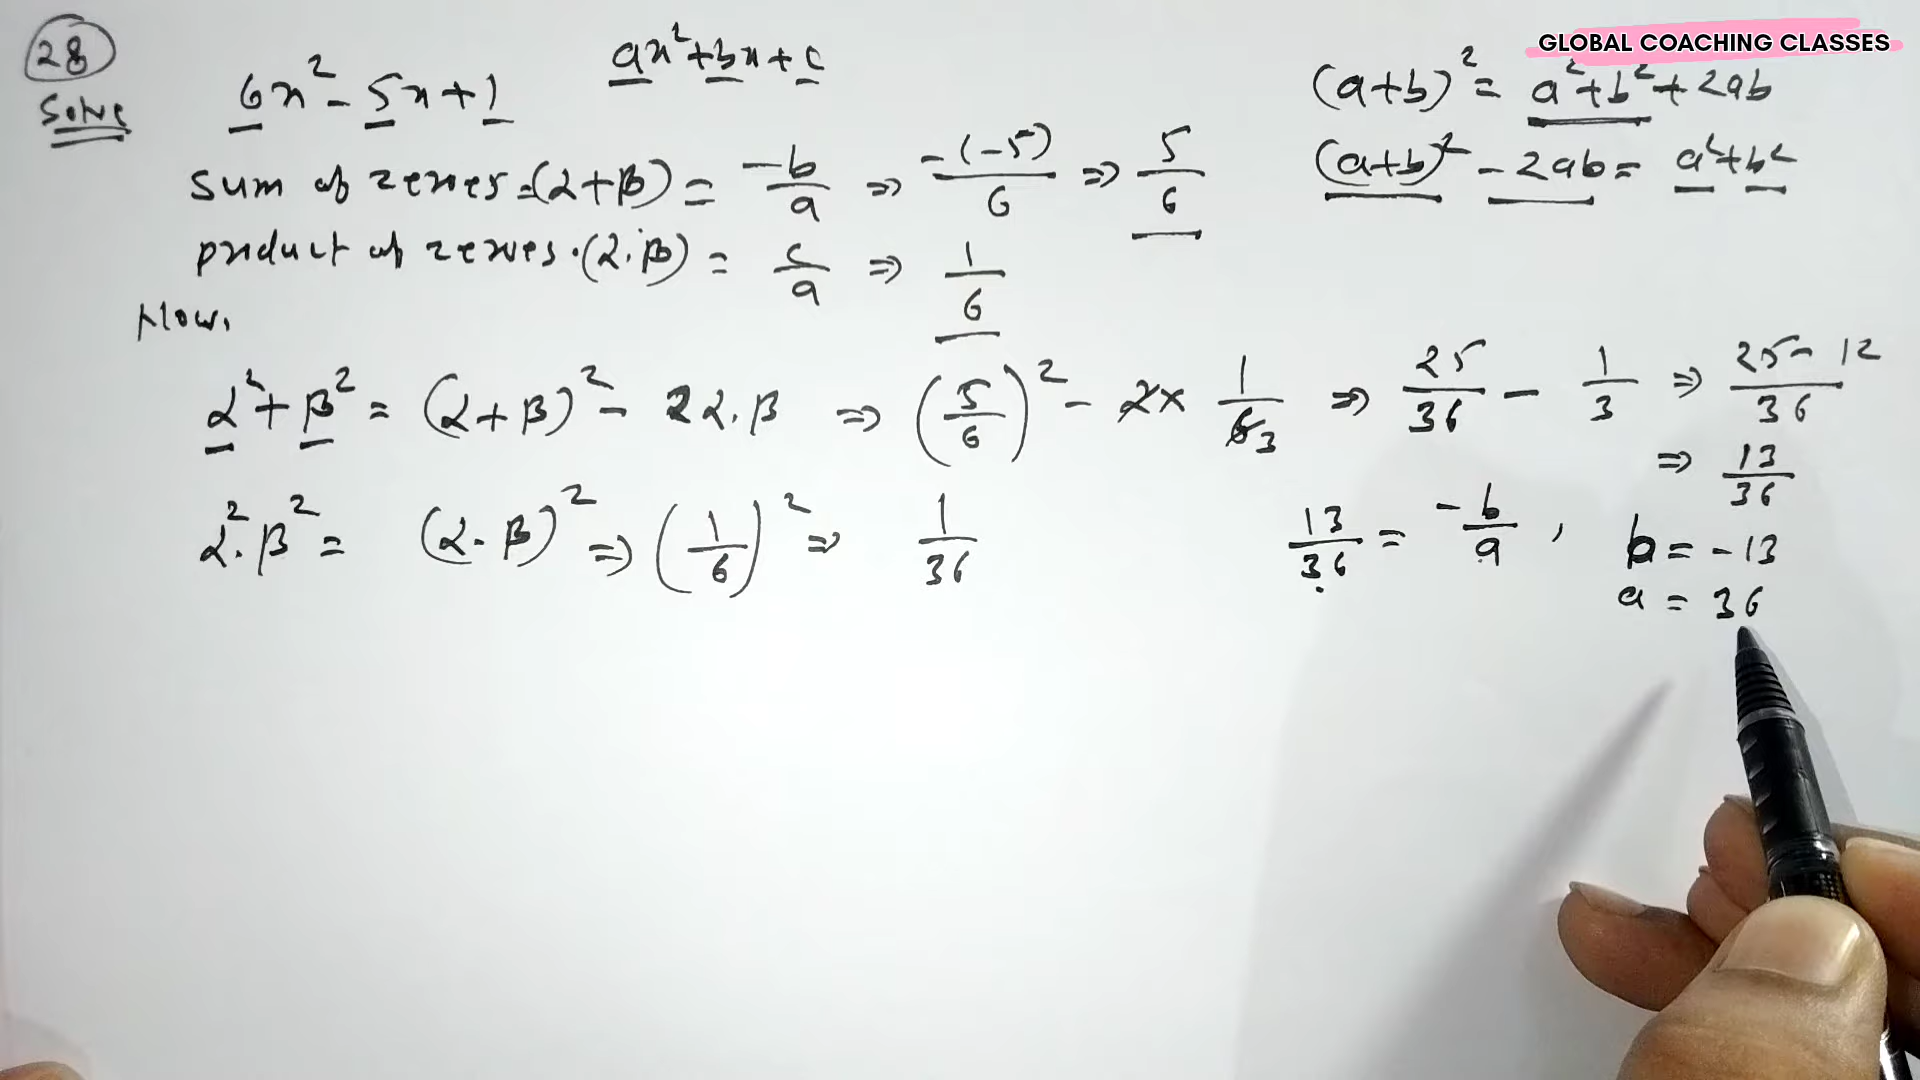 GLOBAL COACHING CLASSES
28
Solve
6x² - 5x + 1
ax² + bx + c
(a+b)² = a² + b² + 2ab
(a+b)² - 2ab = a² + b²
sum of zeroes = (α+β) = -b/a ⇒ -(-5)/6 ⇒ 5/6
product of zeroes · (α.β) = c/a ⇒ 1/6
Now,
α² + β² = (α+β)² - 2α.β ⇒ (5/6)² - 2 × 1/6 3 ⇒ 25/36 - 1/3 ⇒ 25-12/36
⇒ 13/36
α².β² = (α.β)² ⇒ (1/6)² ⇒ 1/36
13/36 = -b/a , b = -13
a = 36